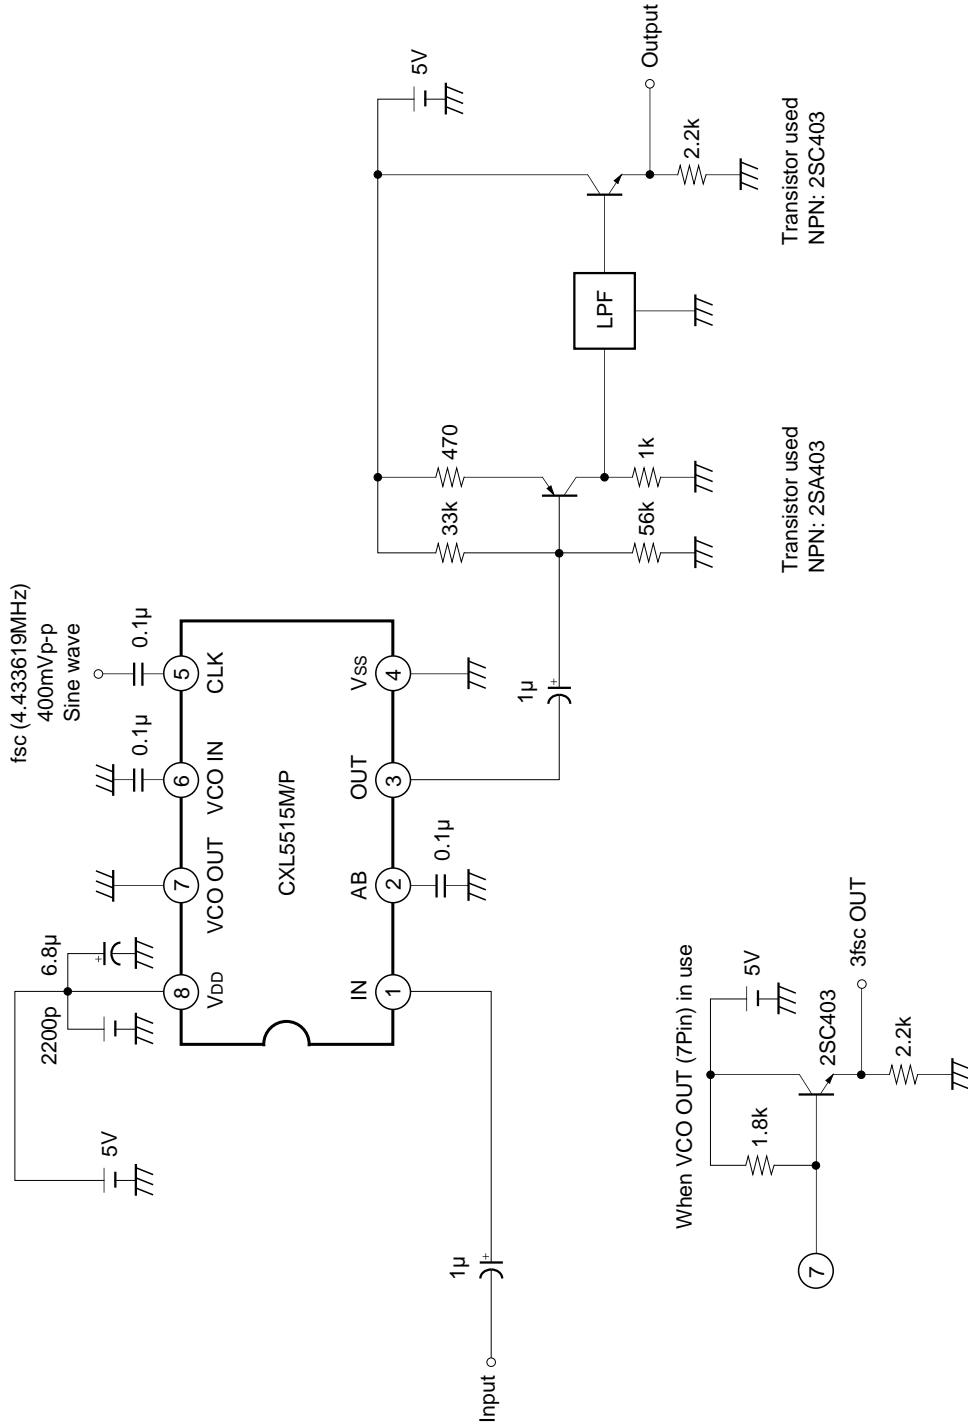 fsc (4.433619MHz)
400mVp-p
Sine wave
5V
2200p
6.8µ
0.1µ
0.1µ
8
7
6
5
VDD
VCO OUT
VCO IN
CLK
CXL5515M/P
IN
AB
OUT
VSS
1
2
3
4
0.1µ
Input
1µ
1µ
5V
33k
470
56k
1k
LPF
Output
2.2k
Transistor used
NPN: 2SA403
Transistor used
NPN: 2SC403
When VCO OUT (7Pin) in use
5V
1.8k
2SC403
7
3fsc OUT
2.2k